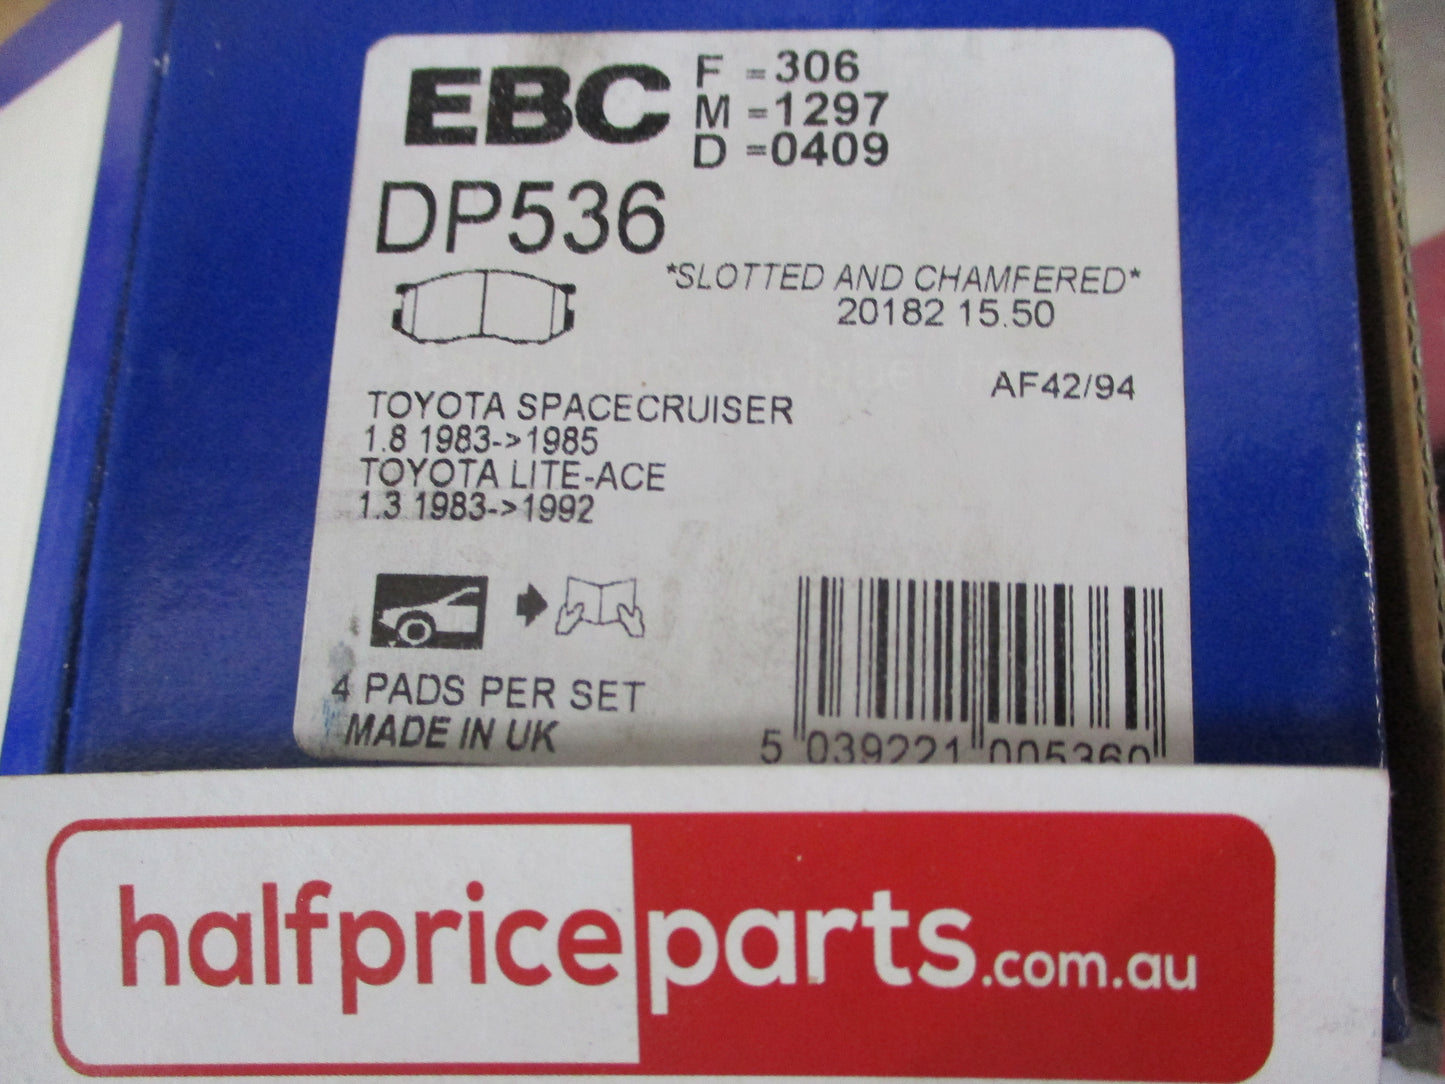 EBC
F = 306
M = 1297
D = 0409
DP536
*SLOTTED AND CHAMFERED*
20182 15.50
AF42/94
TOYOTA SPACECRUISER
1.8 1983->1985
TOYOTA LITE-ACE
1.3 1983->1992
4 PADS PER SET
MADE IN UK
5 039221 005360
halfpriceparts.com.au